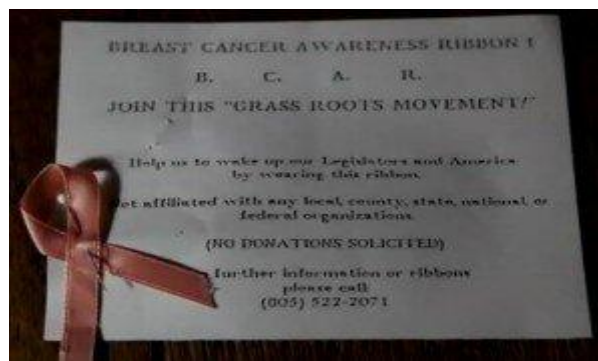 BREAST CANCER AWARENESS RIBBON !
B. C. A. R.
JOIN THIS "GRASS ROOTS MOVEMENT!"
Help us to wake up our Legislators and America
by wearing this ribbon.
ot affiliated with any local, county, state, national, or
federal organizations.
(NO DONATIONS SOLICITED)
further information or ribbons
please call
(805) 522-2071